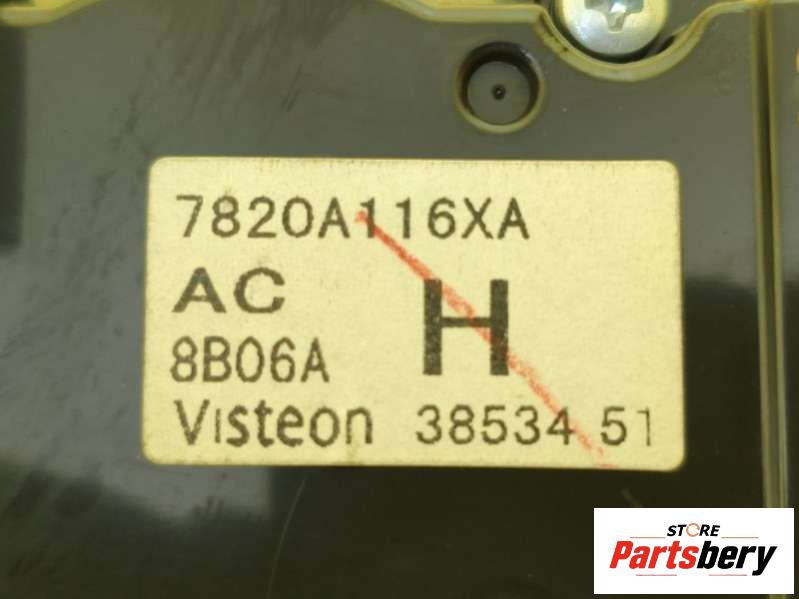 7820A116XA
AC
H
8B06A
Visteon 38534 51
STORE
Partsbery